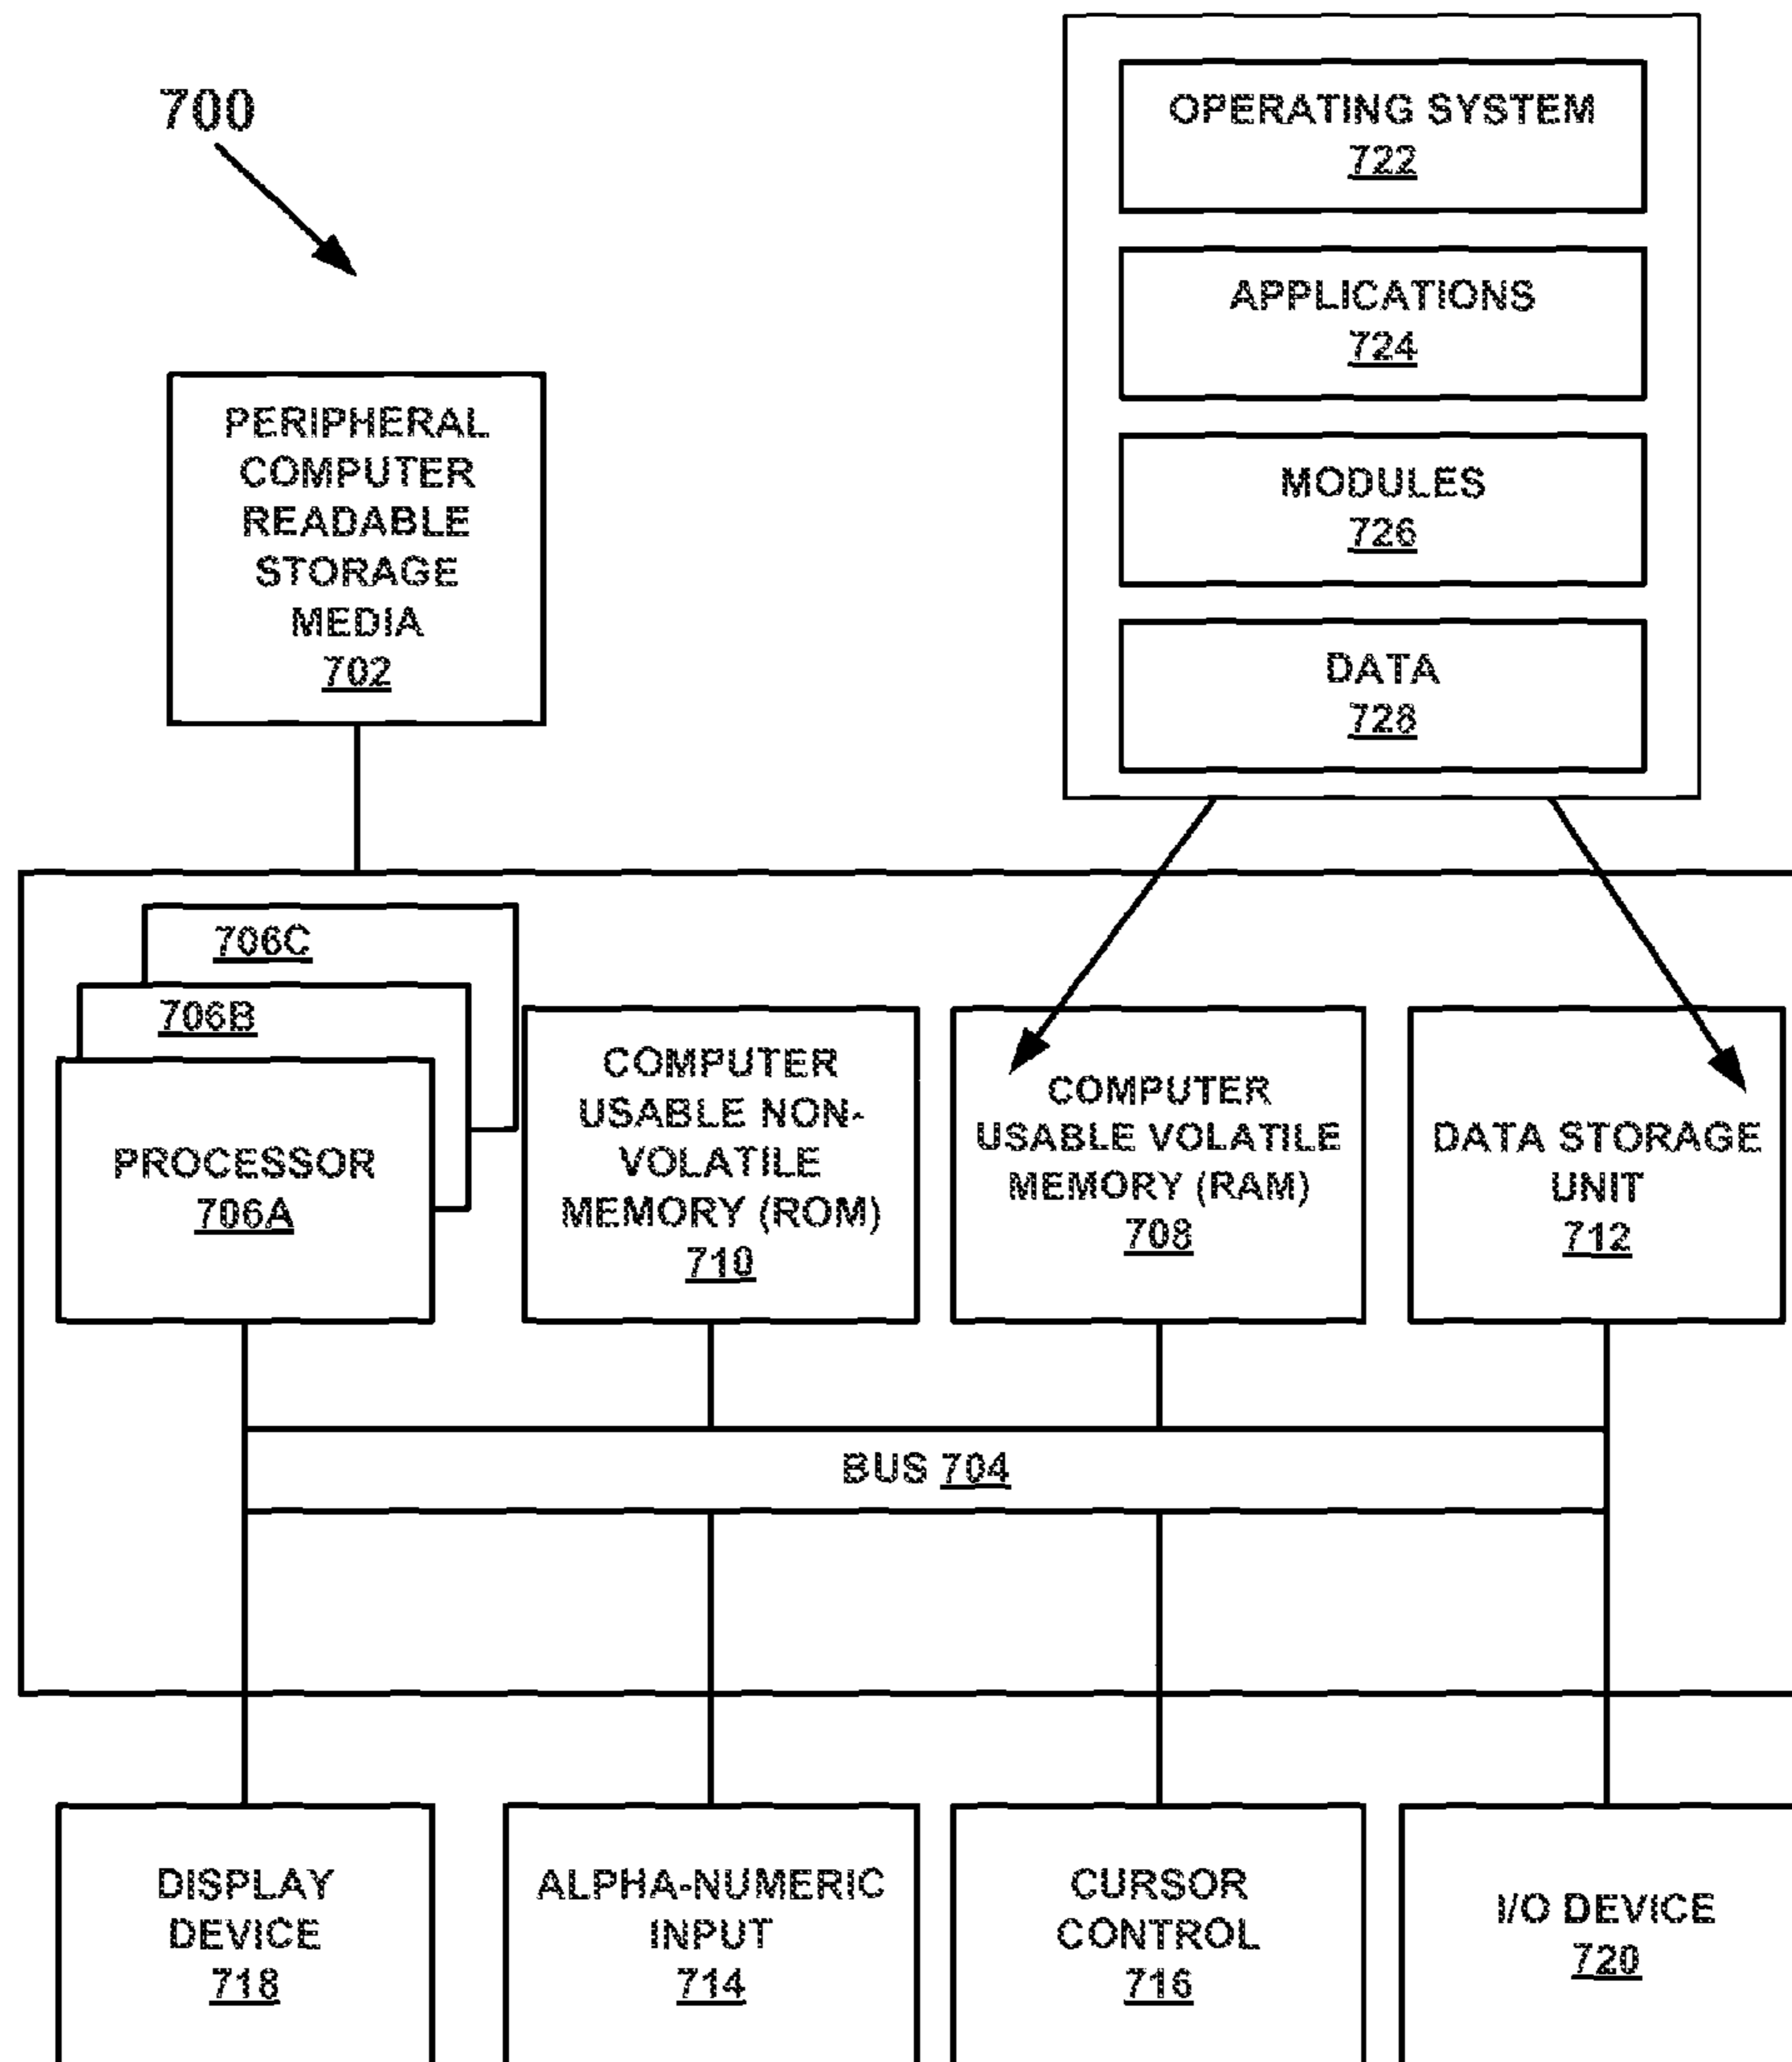 700
OPERATING SYSTEM
722
APPLICATIONS
724
MODULES
726
DATA
728
PERIPHERAL
COMPUTER
READABLE
STORAGE
MEDIA
702
706C
706B
PROCESSOR
706A
COMPUTER
USABLE NON-
VOLATILE
MEMORY (ROM)
710
COMPUTER
USABLE VOLATILE
MEMORY (RAM)
708
DATA STORAGE
UNIT
712
BUS 704
DISPLAY
DEVICE
718
ALPHA-NUMERIC
INPUT
714
CURSOR
CONTROL
716
I/O DEVICE
720